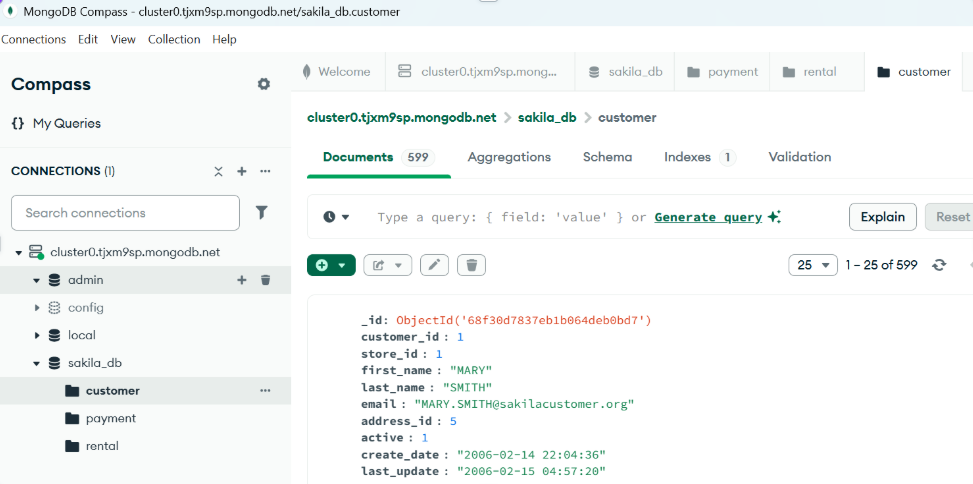 MongoDB Compass - cluster0.tjxm9sp.mongodb.net/sakila_db.customer
Connections Edit View Collection Help
Compass
{} My Queries
CONNECTIONS (1)
Search connections
cluster0.tjxm9sp.mongodb.net
admin
config
local
sakila_db
customer
payment
rental
Welcome cluster0.tjxm9sp.mong... sakila_db payment rental customer
cluster0.tjxm9sp.mongodb.net > sakila_db > customer
Documents 599 Aggregations Schema Indexes 1 Validation
Type a query: { field: 'value' } or Generate query
Explain Reset
25 1 – 25 of 599
_id: ObjectId('68f30d7837eb1b064deb0bd7')
customer_id : 1
store_id : 1
first_name : "MARY"
last_name : "SMITH"
email : "MARY.SMITH@sakilacustomer.org"
address_id : 5
active : 1
create_date : "2006-02-14 22:04:36"
last_update : "2006-02-15 04:57:20"